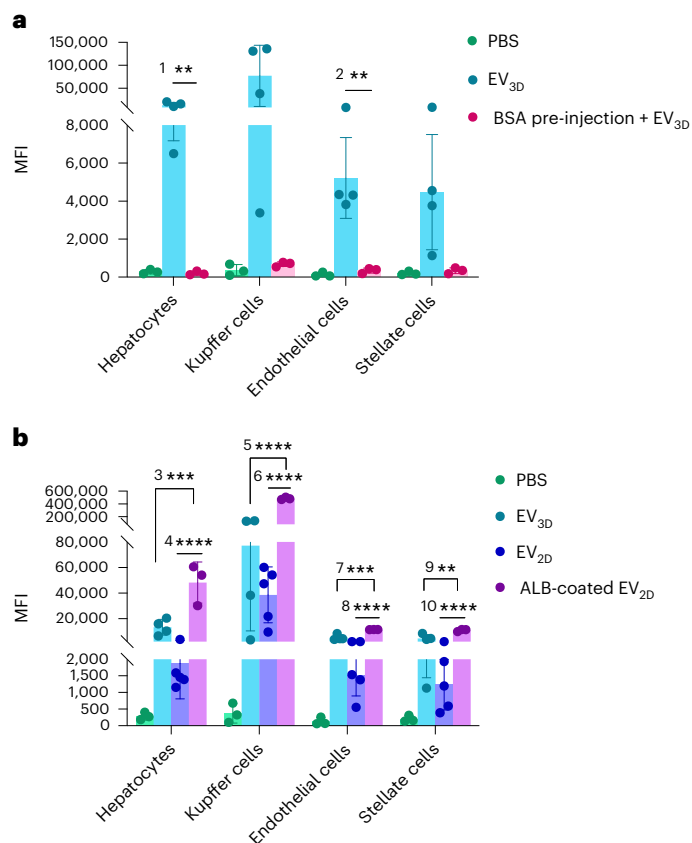 a
150,000
100,000
50,000
8,000
6,000
4,000
2,000
0
MFI
1 **
2 **
PBS
EV3D
BSA pre-injection + EV3D
Hepatocytes
Kupffer cells
Endothelial cells
Stellate cells
b
600,000
400,000
200,000
80,000
60,000
40,000
20,000
2,000
1,500
1,000
500
0
MFI
3 ***
4 ****
5 ****
6 ****
7 ***
8 ****
9 **
10 ****
PBS
EV3D
EV2D
ALB-coated EV2D
Hepatocytes
Kupffer cells
Endothelial cells
Stellate cells